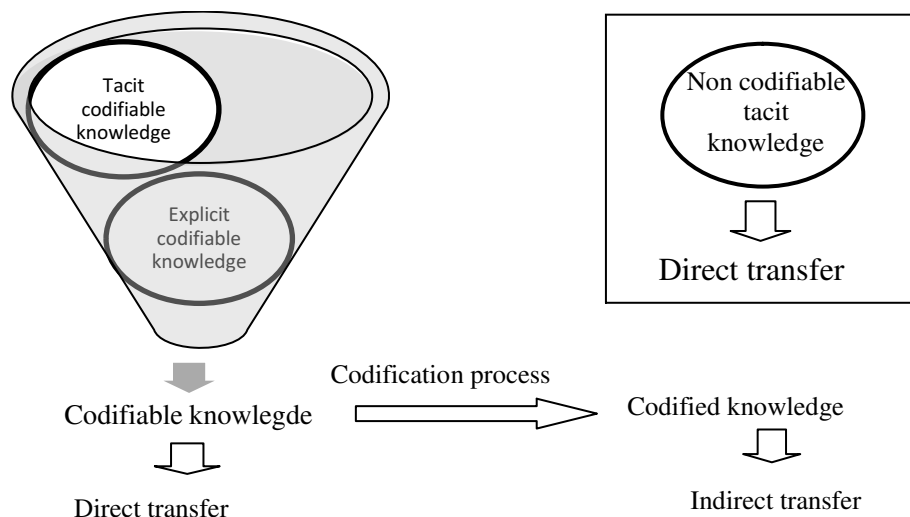 Tacit
codifiable
knowledge
Explicit
codifiable
knowledge
Non codifiable
tacit
knowledge
Direct transfer
Codification process
Codifiable knowlegde
Codified knowledge
Direct transfer
Indirect transfer